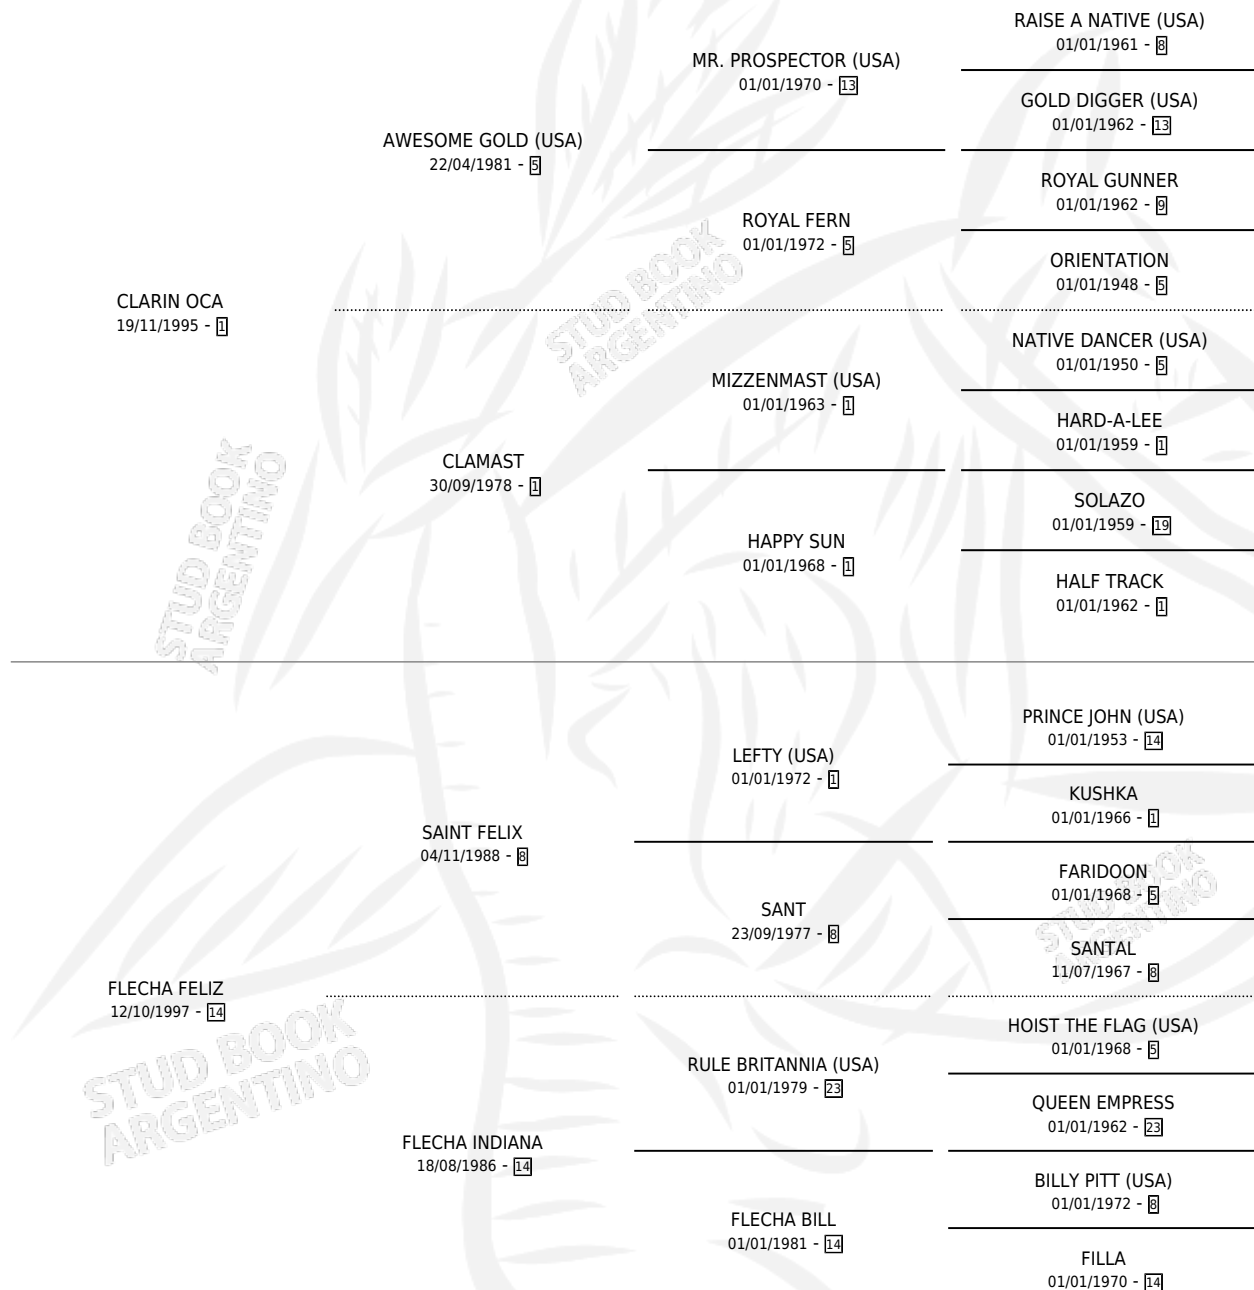 RAISE A NATIVE (USA)
01/01/1961 - 8
MR. PROSPECTOR (USA)
01/01/1970 - 13
GOLD DIGGER (USA)
01/01/1962 - 13
AWESOME GOLD (USA)
22/04/1981 - 5
ROYAL GUNNER
01/01/1962 - 9
ROYAL FERN
01/01/1972 - 5
ORIENTATION
01/01/1948 - 5
CLARIN OCA
19/11/1995 - 1
NATIVE DANCER (USA)
01/01/1950 - 5
MIZZENMAST (USA)
01/01/1963 - 1
HARD-A-LEE
01/01/1959 - 1
CLAMAST
30/09/1978 - 1
SOLAZO
01/01/1959 - 19
HAPPY SUN
01/01/1968 - 1
HALF TRACK
01/01/1962 - 1
STUD BOOK
ARGENTINO
STUD BOOK
ARGENTINO
PRINCE JOHN (USA)
01/01/1953 - 14
LEFTY (USA)
01/01/1972 - 1
KUSHKA
01/01/1966 - 1
SAINT FELIX
04/11/1988 - 8
FARIDOON
01/01/1968 - 5
SANT
23/09/1977 - 8
SANTAL
11/07/1967 - 8
STUD BOOK
ARGENTINO
FLECHA FELIZ
12/10/1997 - 14
HOIST THE FLAG (USA)
01/01/1968 - 5
RULE BRITANNIA (USA)
01/01/1979 - 23
QUEEN EMPRESS
01/01/1962 - 23
FLECHA INDIANA
18/08/1986 - 14
BILLY PITT (USA)
01/01/1972 - 8
FLECHA BILL
01/01/1981 - 14
FILLA
01/01/1970 - 14
STUD BOOK
ARGENTINO